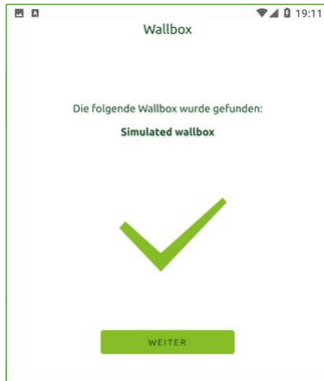 19:11
Wallbox
Die folgende Wallbox wurde gefunden:
Simulated wallbox
WEITER